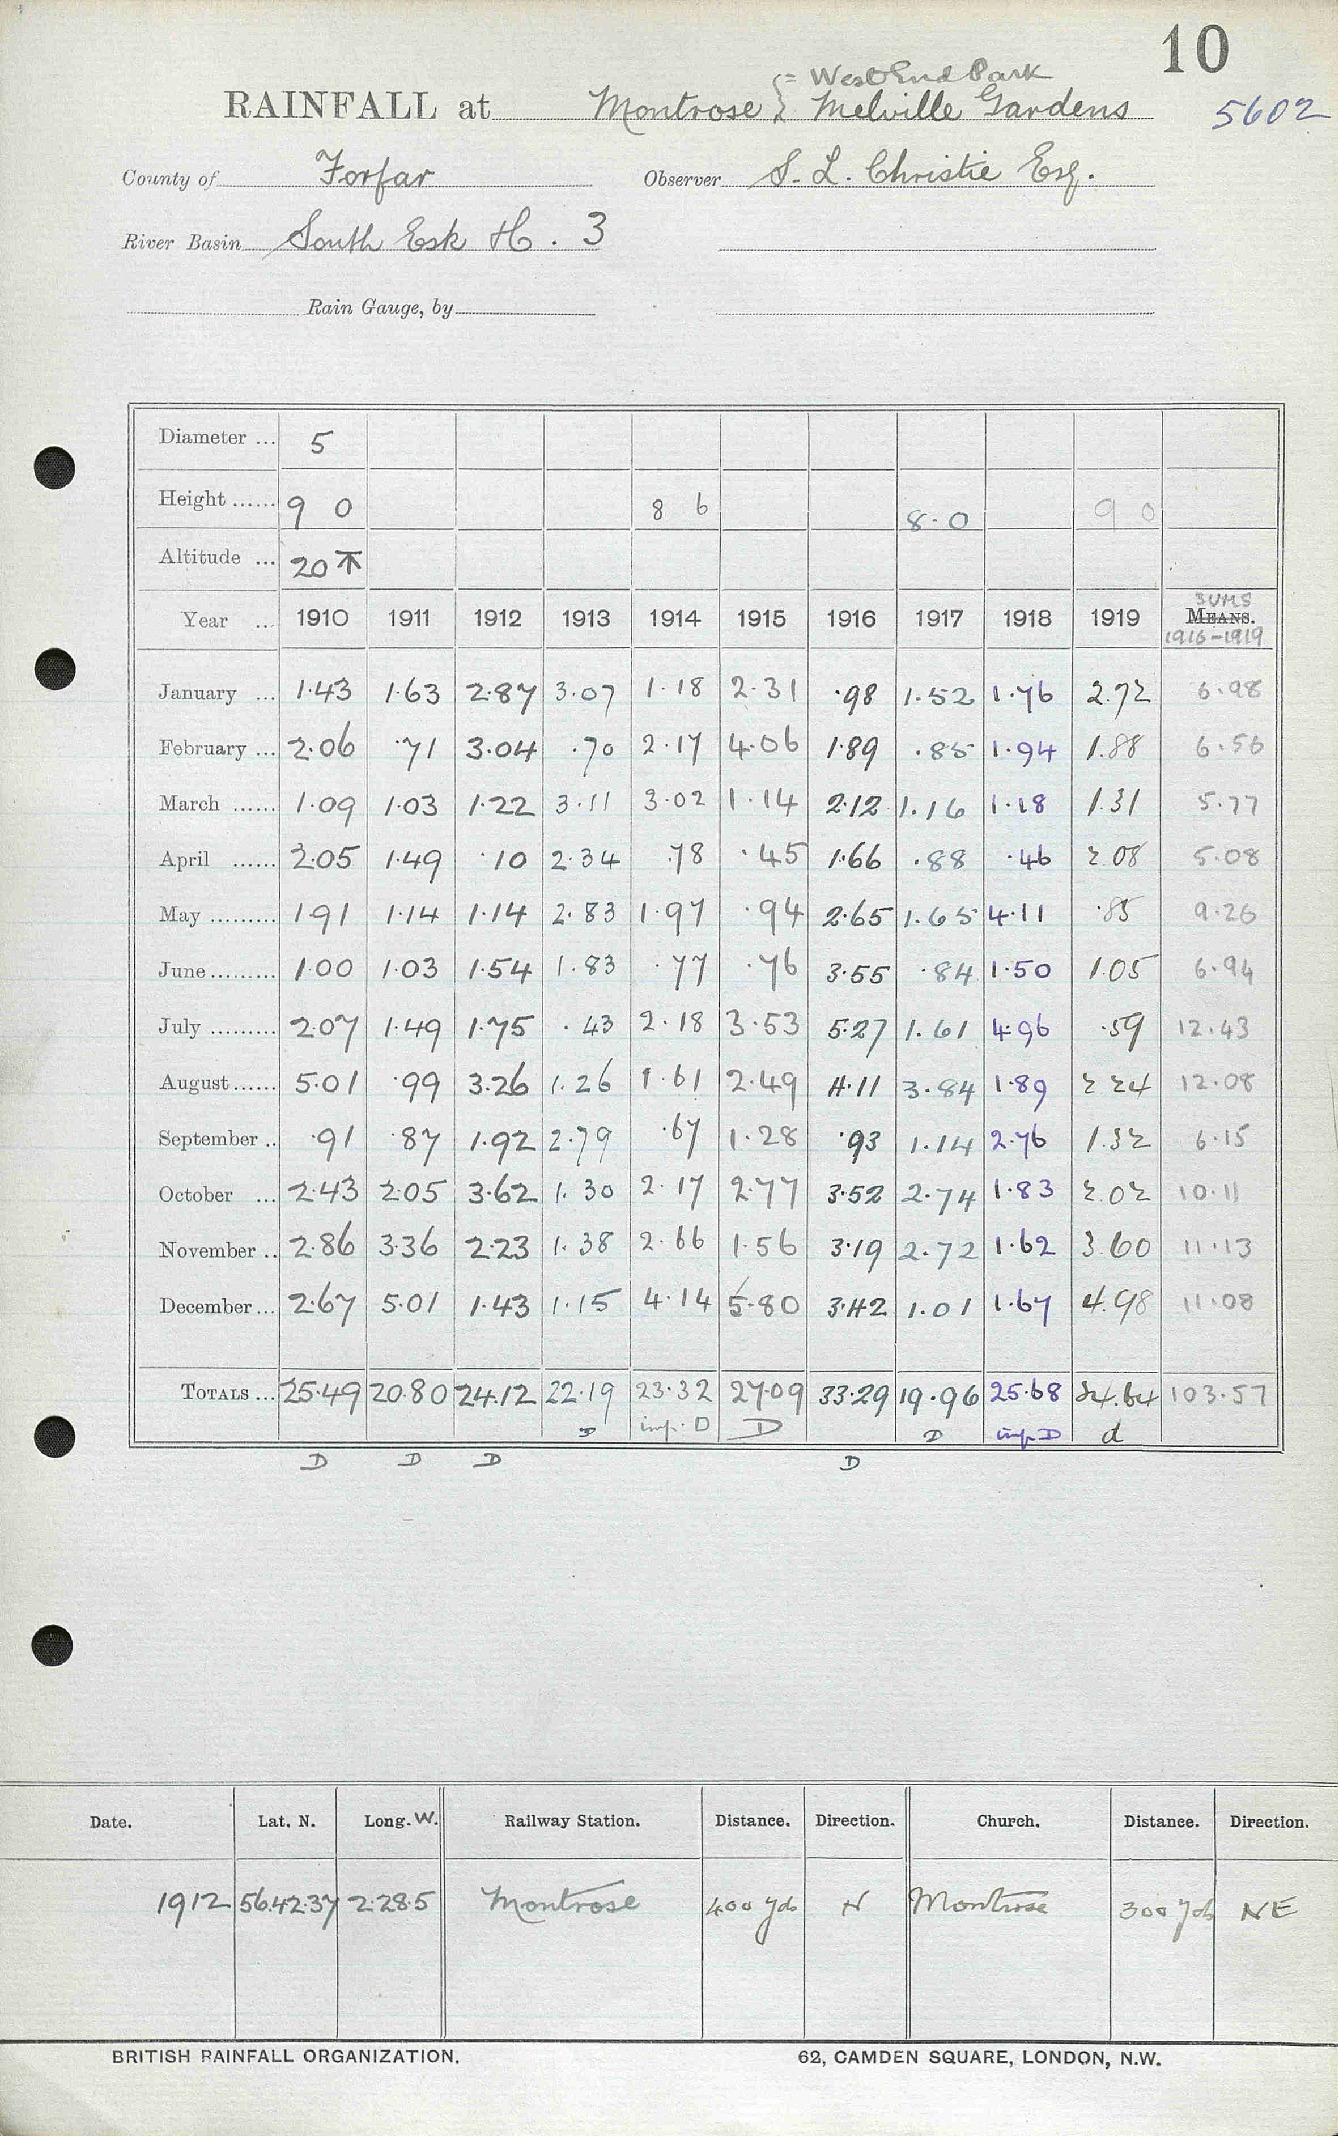 10
= West End Park
RAINFALL at Montrose } Melville Gardens 5602
County of Forfar Observer S. L. Christie Esq.
River Basin South Esk H. 3
Rain Gauge, by
Diameter ... 5
Height ...... 9 0 8 6 8.0 9 0
Altitude ... 20
SUMS
Year ... 1910 1911 1912 1913 1914 1915 1916 1917 1918 1919 MEANS.
1916-1919
January ... 1.43 1.63 2.87 3.07 1.18 2.31 .98 1.52 1.76 2.72 6.98
February ... 2.06 .71 3.04 .70 2.17 4.06 1.89 .85 1.94 1.88 6.56
March ...... 1.09 1.03 1.22 3.11 3.02 1.14 2.12 1.16 1.18 1.31 5.77
April ...... 2.05 1.49 .10 2.34 .78 .45 1.66 .88 .46 2.08 5.08
May ......... 1.91 1.14 1.14 2.83 1.97 .94 2.65 1.65 4.11 .85 9.26
June ......... 1.00 1.03 1.54 1.83 .77 .76 3.55 .84 1.50 1.05 6.94
July ......... 2.07 1.49 1.75 .43 2.18 3.53 5.27 1.61 4.96 .59 12.43
August ...... 5.01 .99 3.26 1.26 1.61 2.49 4.11 3.84 1.89 2.24 12.08
September .. .91 .87 1.92 2.79 .67 1.28 .93 1.14 2.76 1.32 6.15
October ... 2.43 2.05 3.62 1.30 2.17 2.77 3.52 2.74 1.83 2.02 10.11
November .. 2.86 3.36 2.23 1.38 2.66 1.56 3.19 2.72 1.62 3.60 11.13
December ... 2.67 5.01 1.43 1.15 4.14 5.80 3.42 1.01 1.67 4.98 11.08
TOTALS ... 25.49 20.80 24.12 22.19 23.32 27.09 33.29 19.96 25.68 24.64 103.57
D imp. D D D imp D d
D D D D
Date. Lat. N. Long. W. Railway Station. Distance. Direction. Church. Distance. Direction.
1912 56.42.37 2.28.5 Montrose 400 yds N Montrose 300 yds NE
BRITISH RAINFALL ORGANIZATION. 62, CAMDEN SQUARE, LONDON, N.W.